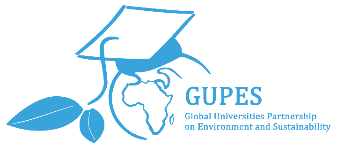 GUPES
Global Universities Partnership
on Environment and Sustainability